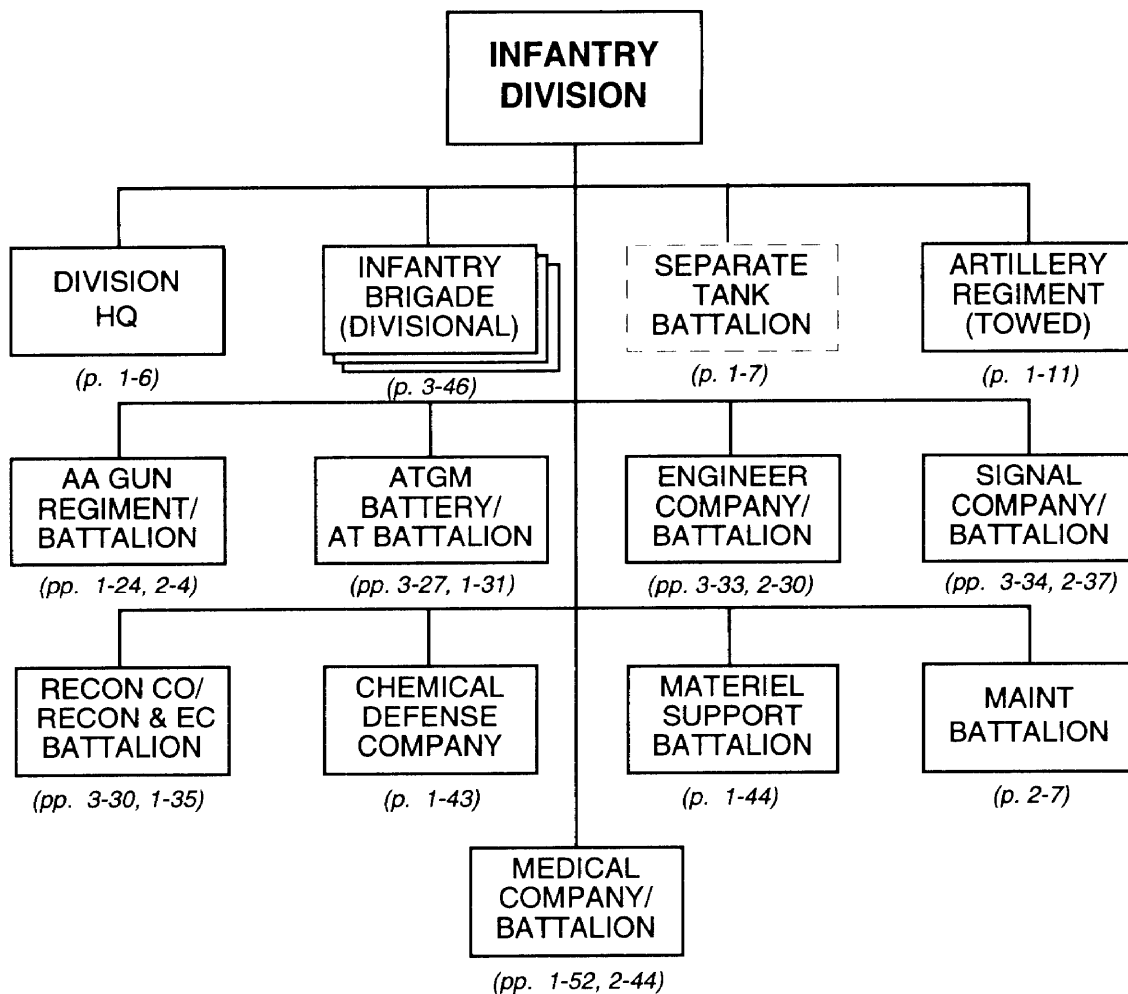 INFANTRY
DIVISION
DIVISION
HQ
(p. 1-6)
INFANTRY
BRIGADE
(DIVISIONAL)
(p. 3-46)
SEPARATE
TANK
BATTALION
(p. 1-7)
ARTILLERY
REGIMENT
(TOWED)
(p. 1-11)
AA GUN
REGIMENT/
BATTALION
(pp. 1-24, 2-4)
ATGM
BATTERY/
AT BATTALION
(pp. 3-27, 1-31)
ENGINEER
COMPANY/
BATTALION
(pp. 3-33, 2-30)
SIGNAL
COMPANY/
BATTALION
(pp. 3-34, 2-37)
RECON CO/
RECON & EC
BATTALION
(pp. 3-30, 1-35)
CHEMICAL
DEFENSE
COMPANY
(p. 1-43)
MATERIEL
SUPPORT
BATTALION
(p. 1-44)
MAINT
BATTALION
(p. 2-7)
MEDICAL
COMPANY/
BATTALION
(pp. 1-52, 2-44)